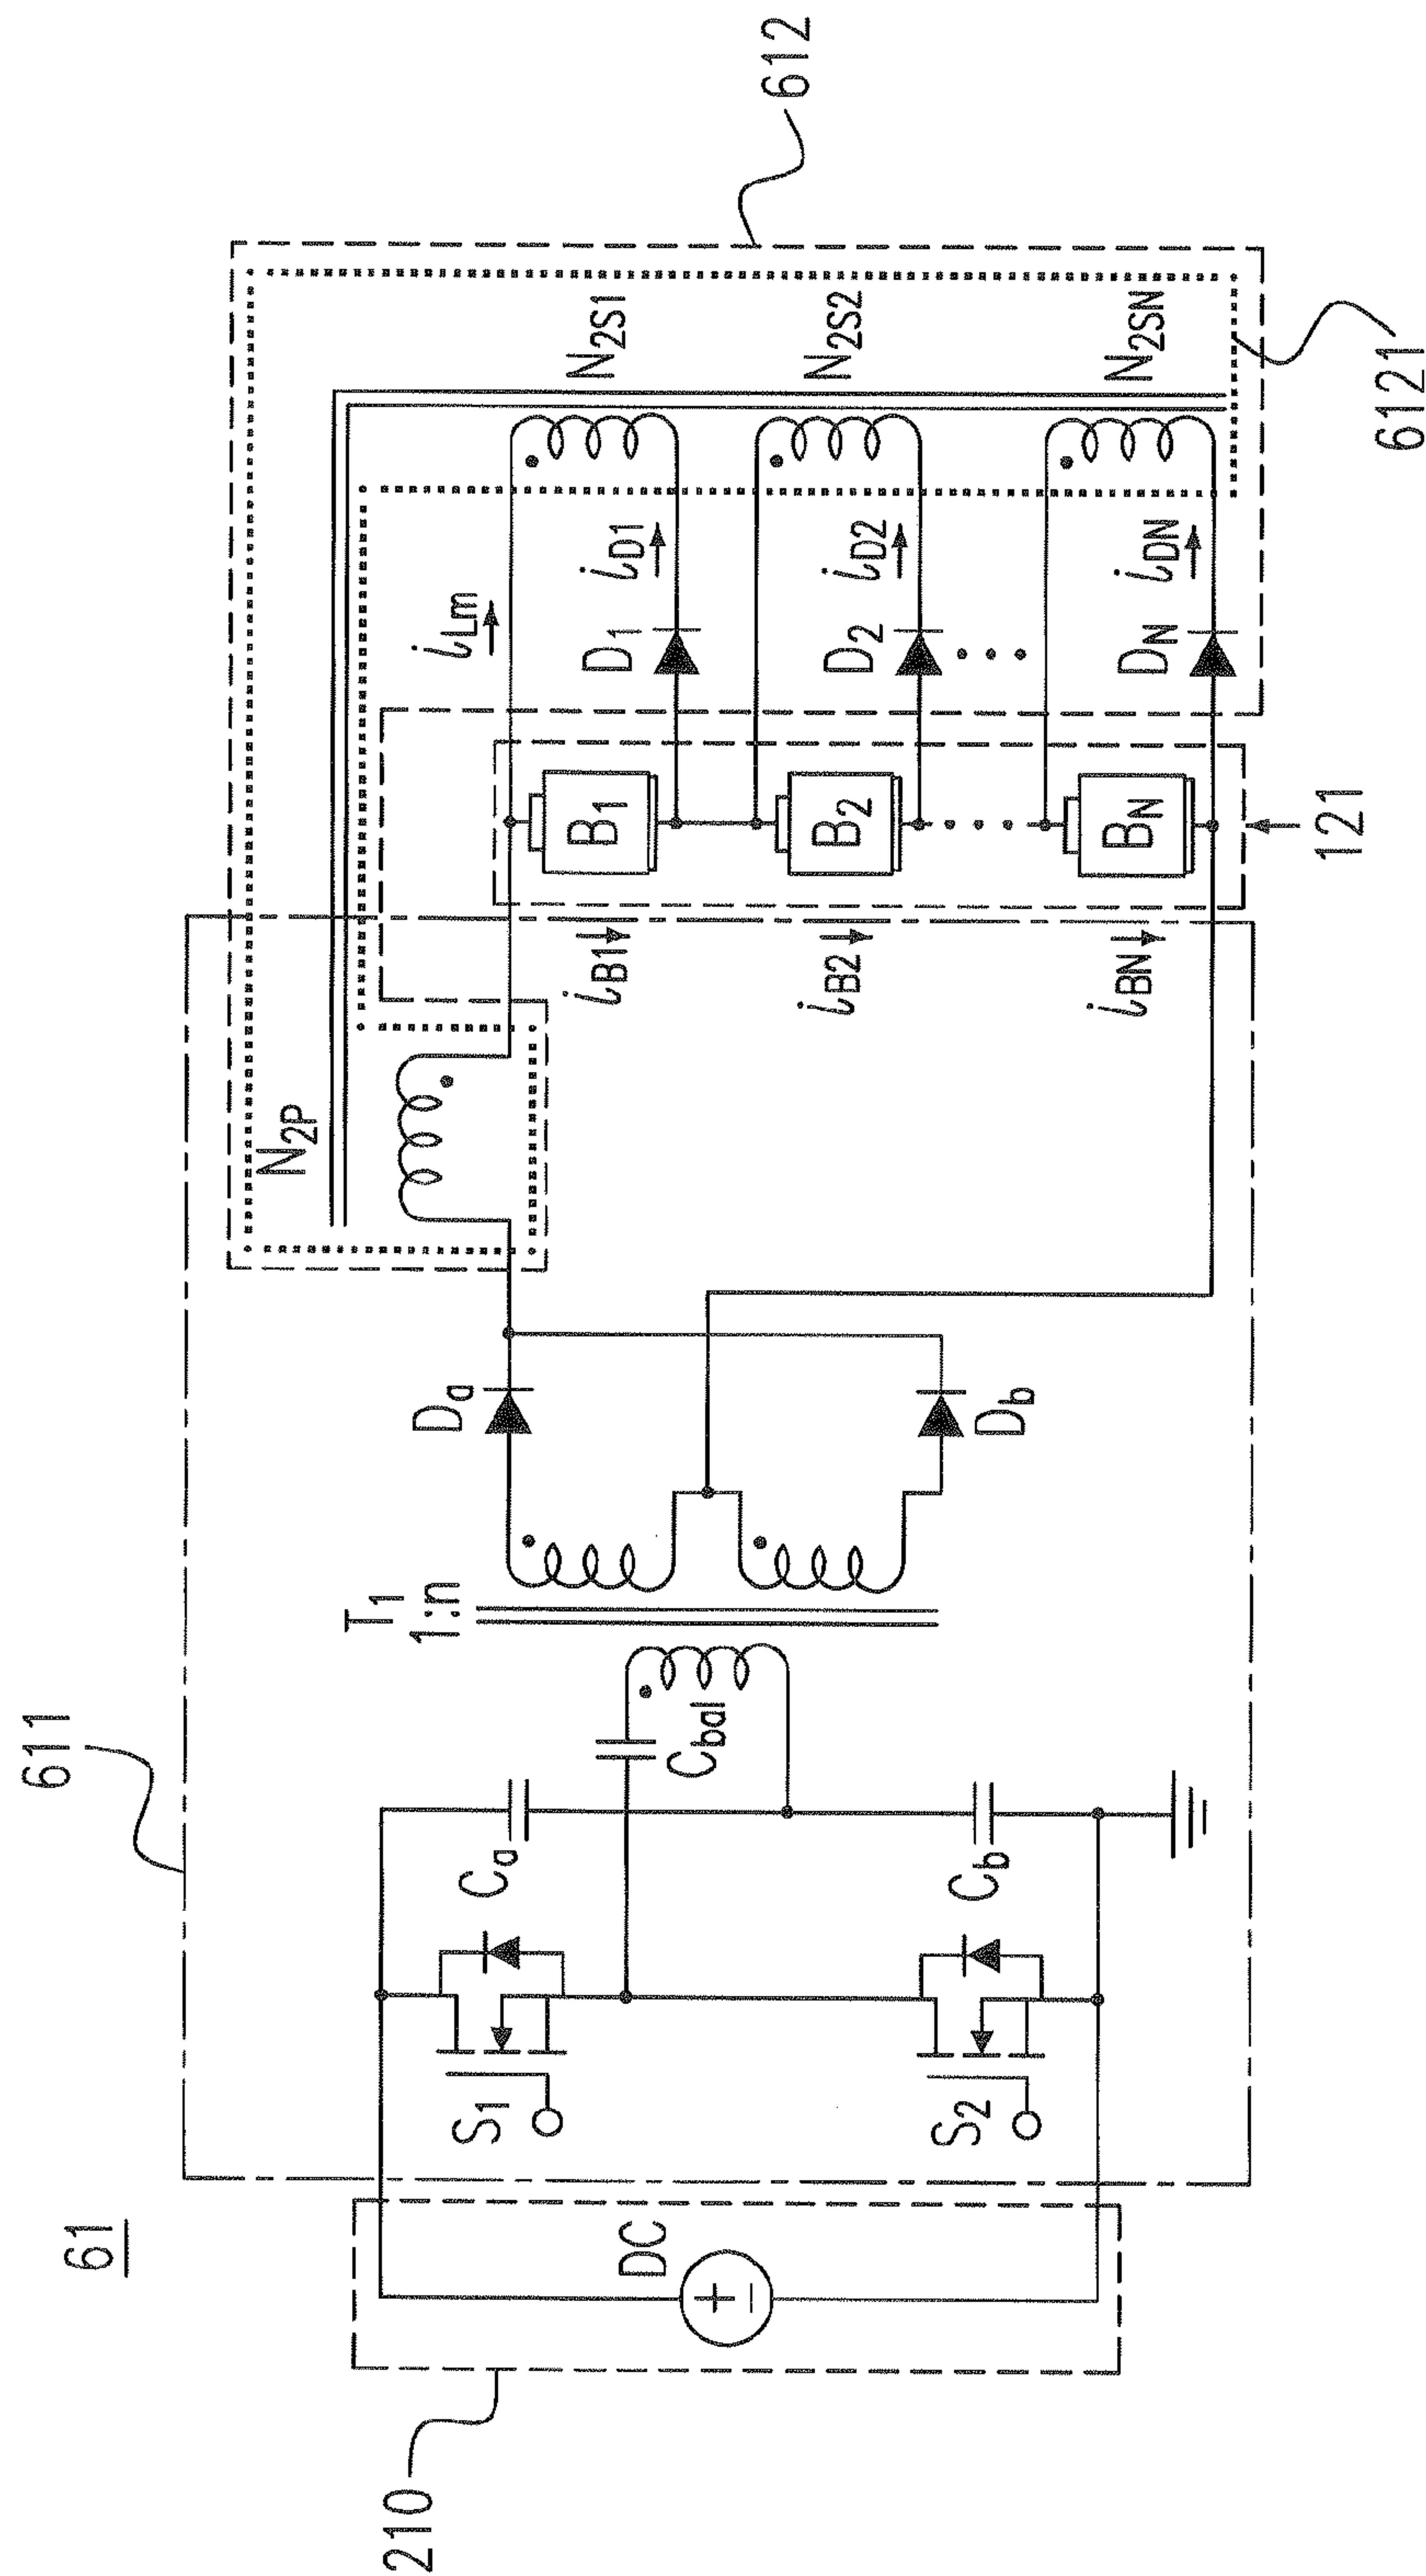 61
611
612
N2P
T1
1:n
Da
iLm
N2S1
iD1
D1
B1
iB1
Ca
S1
Cbal
DC
210
N2S2
iD2
D2
B2
iB2
Db
Cb
S2
N2SN
iDN
DN
BN
iBN
121
6121